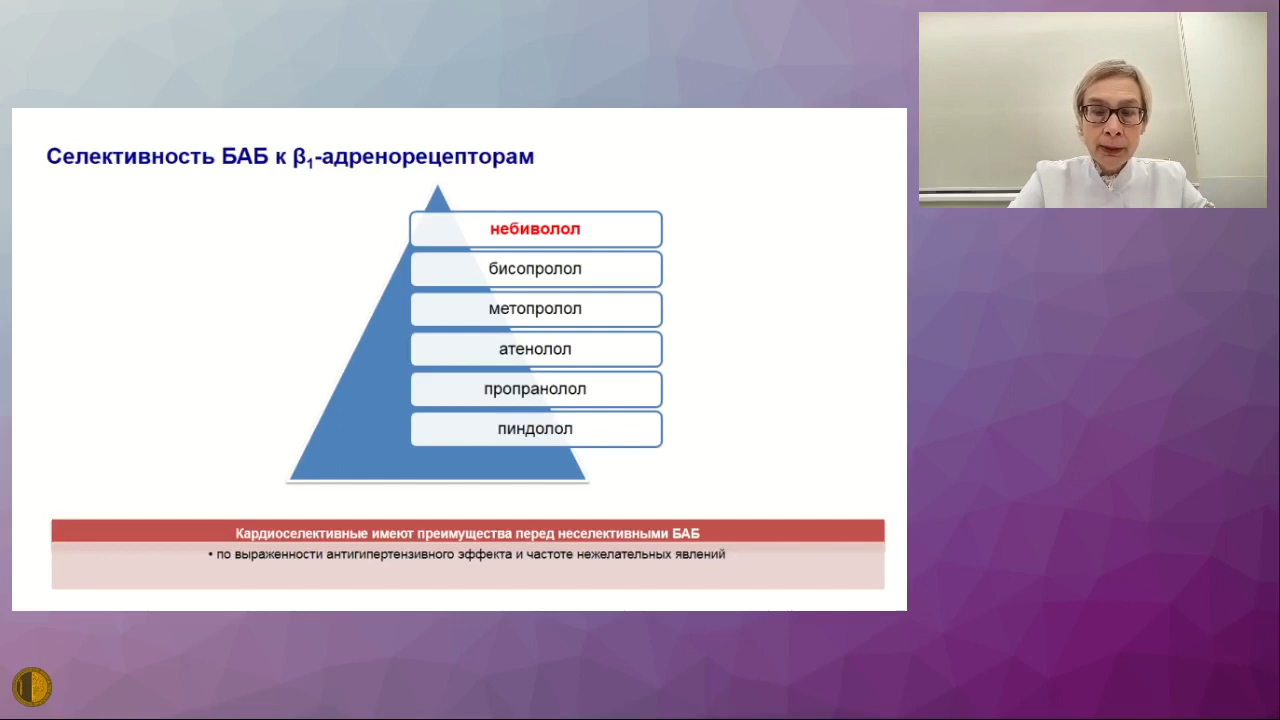 Селективность БАБ к β₁-адренорецепторам
небиволол
бисопролол
метопролол
атенолол
пропранолол
пиндолол
Кардиоселективные имеют преимущества перед неселективными БАБ
• по выраженности антигипертензивного эффекта и частоте нежелательных явлений